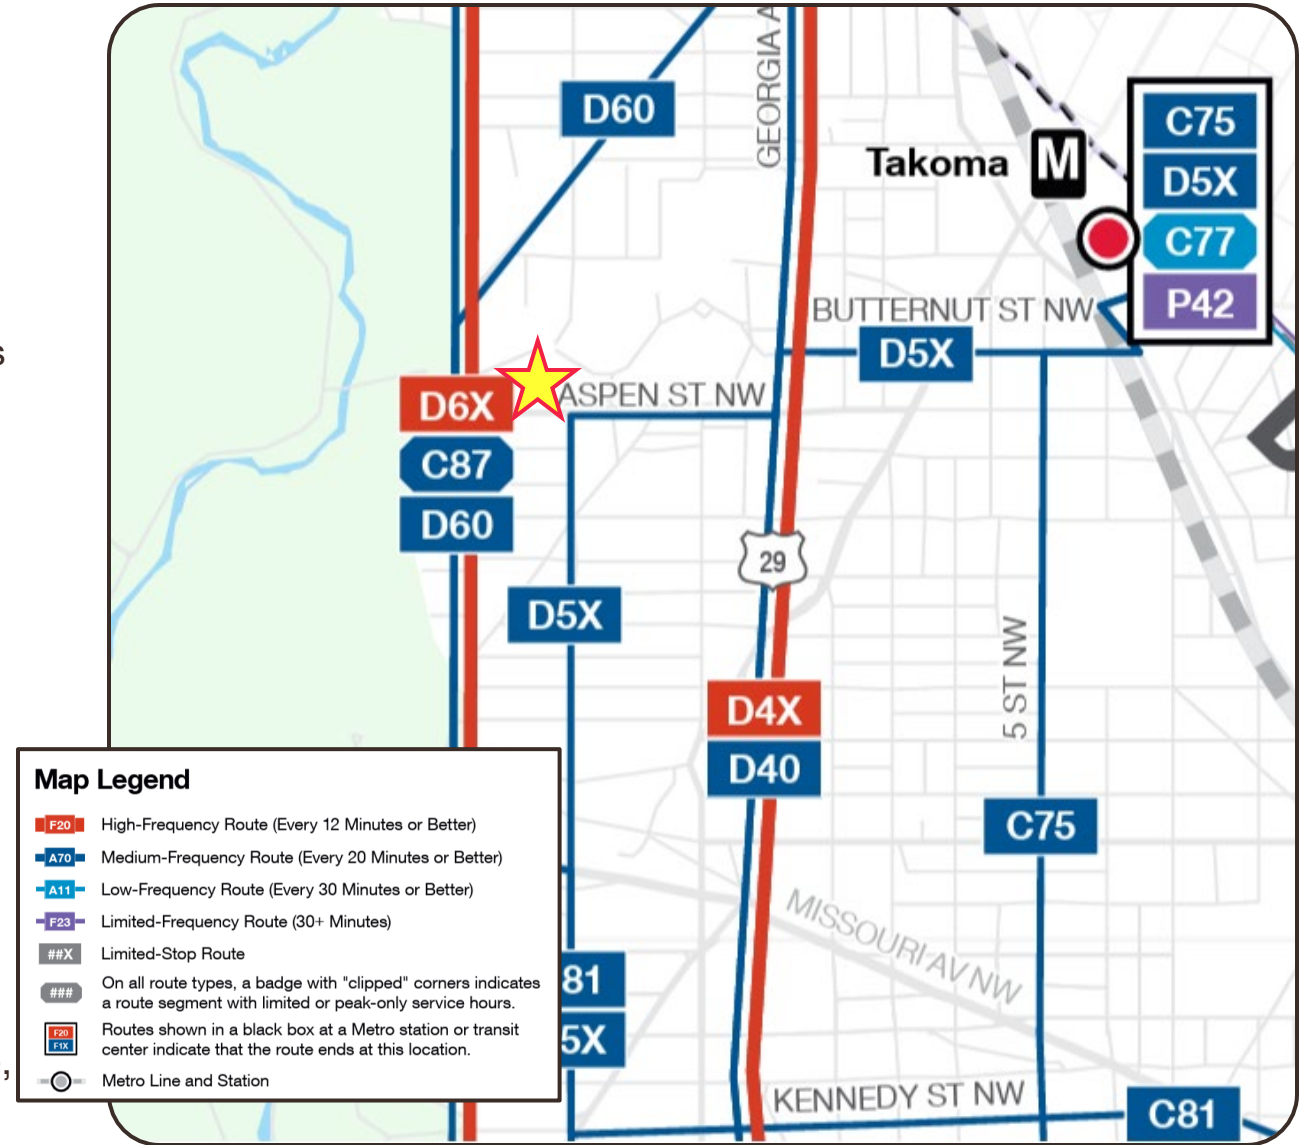 GEORGIA A
D60
Takoma
M
C75
D5X
C77
P42
BUTTERNUT ST NW
D5X
ASPEN ST NW
D6X
C87
D60
29
D5X
5 ST NW
D4X
D40
C75
MISSOURI AV NW
81
5X
KENNEDY ST NW
C81
s
,
Map Legend
F20 High-Frequency Route (Every 12 Minutes or Better)
A70 Medium-Frequency Route (Every 20 Minutes or Better)
A11 Low-Frequency Route (Every 30 Minutes or Better)
F23 Limited-Frequency Route (30+ Minutes)
##X Limited-Stop Route
### On all route types, a badge with "clipped" corners indicates
a route segment with limited or peak-only service hours.
F20 Routes shown in a black box at a Metro station or transit
F1X center indicate that the route ends at this location.
Metro Line and Station